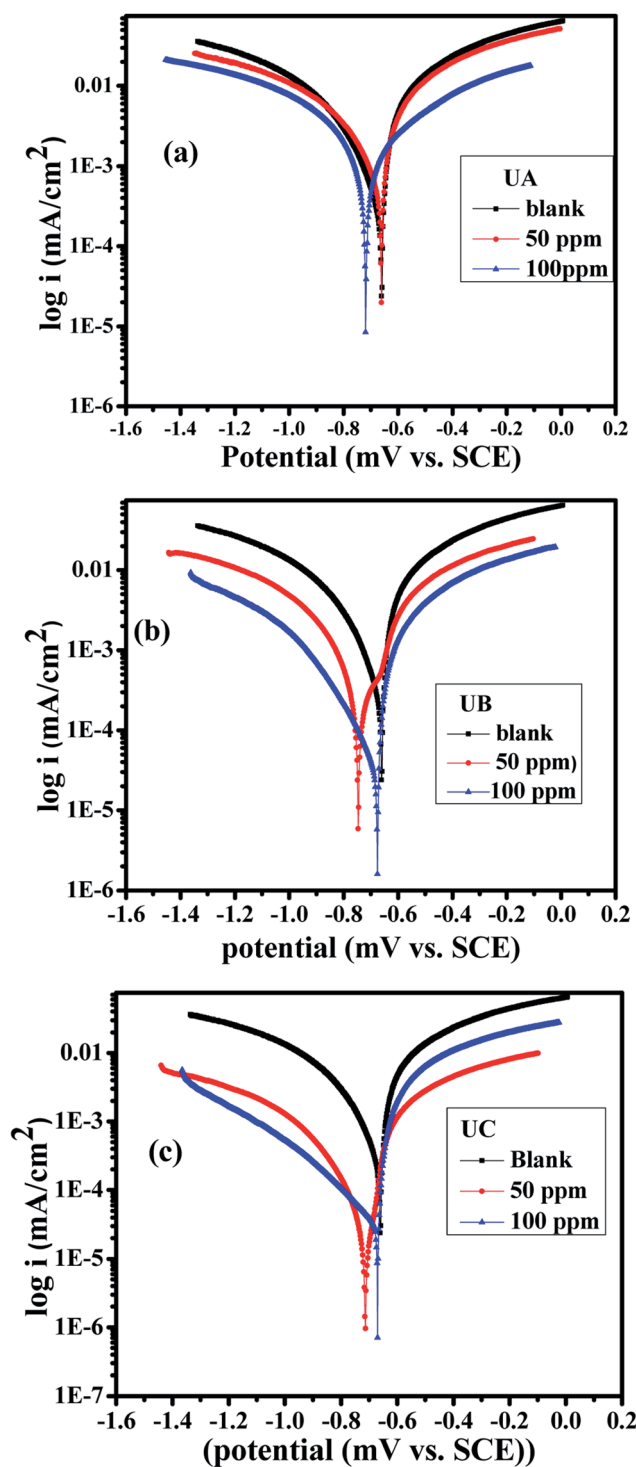 0.01
1E-3
1E-4
1E-5
1E-6
log i (mA/cm²)
(a)
UA
blank
50 ppm
100ppm
-1.6 -1.4 -1.2 -1.0 -0.8 -0.6 -0.4 -0.2 0.0 0.2
Potential (mV vs. SCE)
0.01
1E-3
1E-4
1E-5
1E-6
log i (mA/cm²)
(b)
UB
blank
50 ppm)
100 ppm
-1.6 -1.4 -1.2 -1.0 -0.8 -0.6 -0.4 -0.2 0.0 0.2
potential (mV vs. SCE)
0.01
1E-3
1E-4
1E-5
1E-6
1E-7
log i (mA/cm²)
(c)
UC
Blank
50 ppm
100 ppm
-1.6 -1.4 -1.2 -1.0 -0.8 -0.6 -0.4 -0.2 0.0 0.2
(potential (mV vs. SCE))